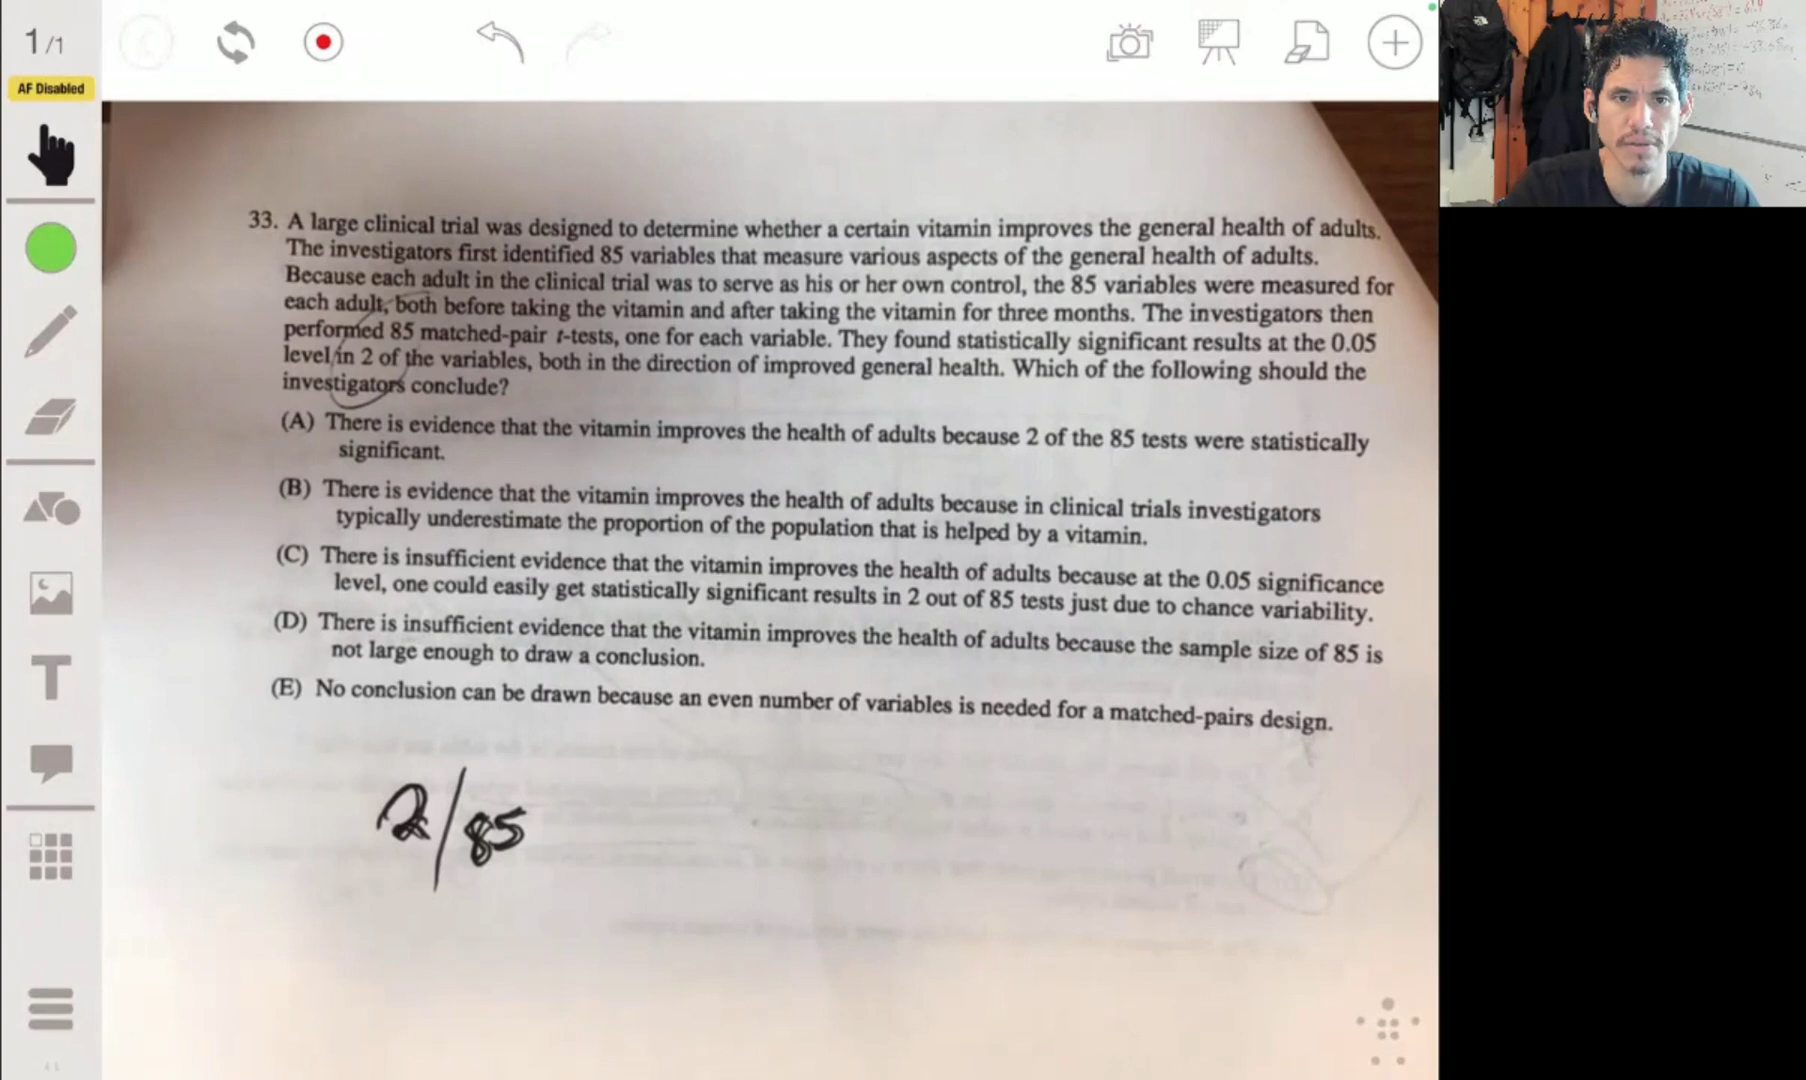 1/1
AF Disabled
33. A large clinical trial was designed to determine whether a certain vitamin improves the general health of adults.
The investigators first identified 85 variables that measure various aspects of the general health of adults.
Because each adult in the clinical trial was to serve as his or her own control, the 85 variables were measured for
each adult, both before taking the vitamin and after taking the vitamin for three months. The investigators then
performed 85 matched-pair t-tests, one for each variable. They found statistically significant results at the 0.05
level in 2 of the variables, both in the direction of improved general health. Which of the following should the
investigators conclude?
(A) There is evidence that the vitamin improves the health of adults because 2 of the 85 tests were statistically
significant.
(B) There is evidence that the vitamin improves the health of adults because in clinical trials investigators
typically underestimate the proportion of the population that is helped by a vitamin.
(C) There is insufficient evidence that the vitamin improves the health of adults because at the 0.05 significance
level, one could easily get statistically significant results in 2 out of 85 tests just due to chance variability.
(D) There is insufficient evidence that the vitamin improves the health of adults because the sample size of 85 is
not large enough to draw a conclusion.
(E) No conclusion can be drawn because an even number of variables is needed for a matched-pairs design.
2/85
T